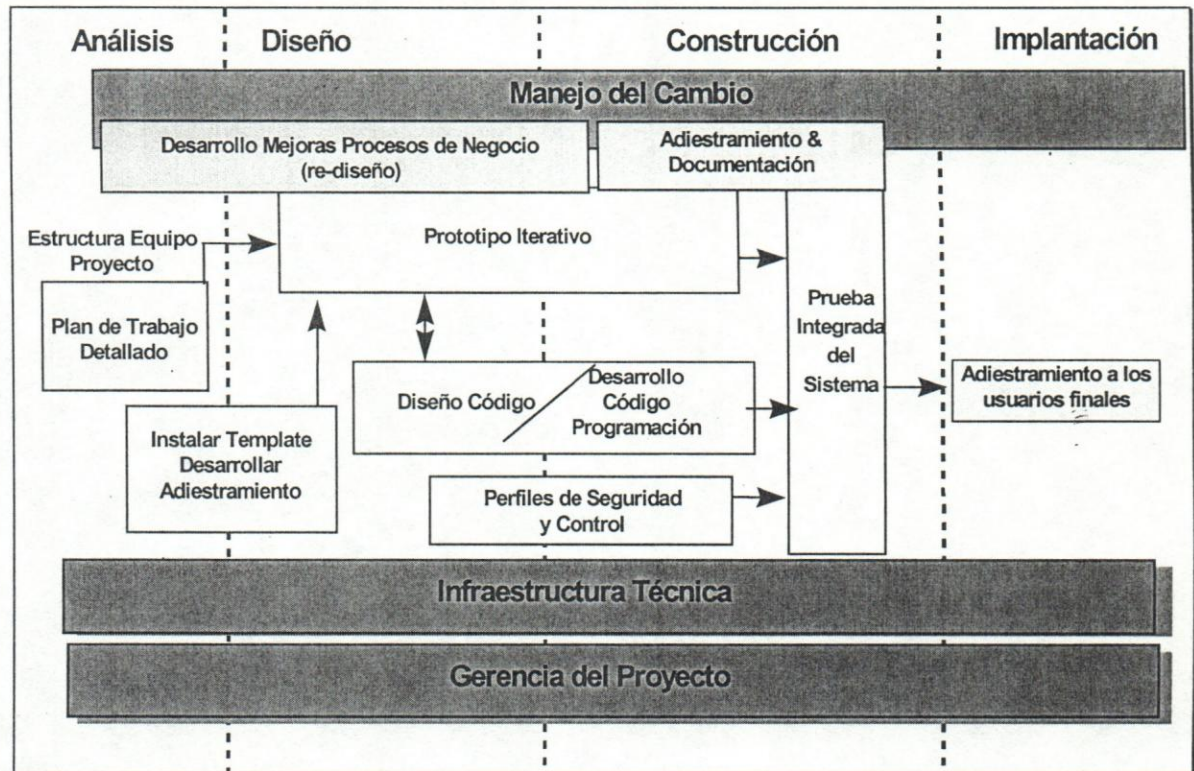 Análisis
Diseño
Construcción
Implantación
Manejo del Cambio
Desarrollo Mejoras Procesos de Negocio
(re-diseño)
Adiestramiento &
Documentación
Estructura Equipo
Proyecto
Prototipo Iterativo
Plan de Trabajo
Detallado
Prueba
Integrada
del
Sistema
Instalar Template
Desarrollar
Adiestramiento
Diseño Código
Desarrollo
Código
Programación
Adiestramiento a los
usuarios finales
Perfiles de Seguridad
y Control
Infraestructura Técnica
Gerencia del Proyecto